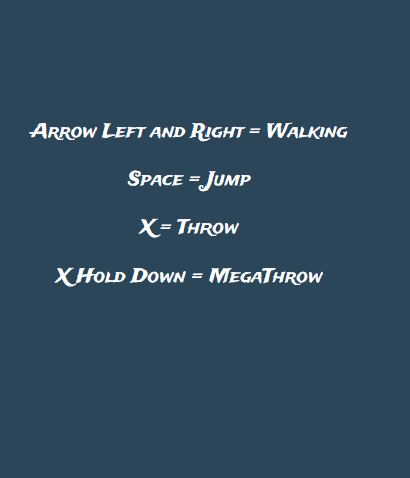 Arrow Left and Right = Walking
Space = Jump
X = Throw
X Hold Down = MegaThrow